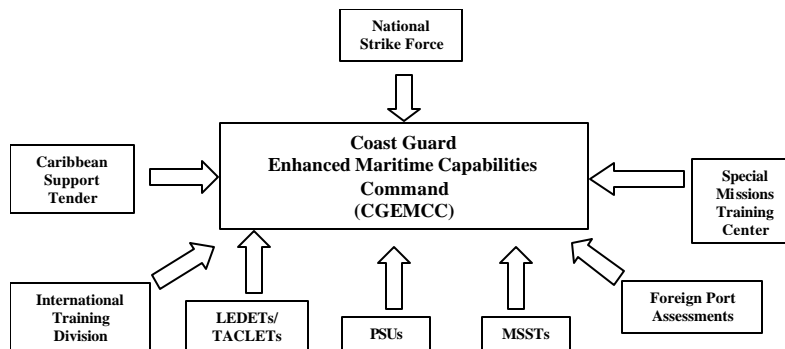 National
Strike Force
Coast Guard
Enhanced Maritime Capabilities
Command
(CGEMCC)
Caribbean
Support
Tender
Special
Missions
Training
Center
International
Training
Division
LEDETs/
TACLETs
PSUs
MSSTs
Foreign Port
Assessments